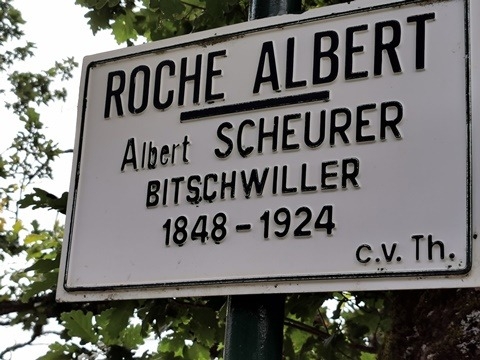 ROCHE ALBERT
Albert SCHEURER
BITSCHWILLER
1848 - 1924
c.v. Th.